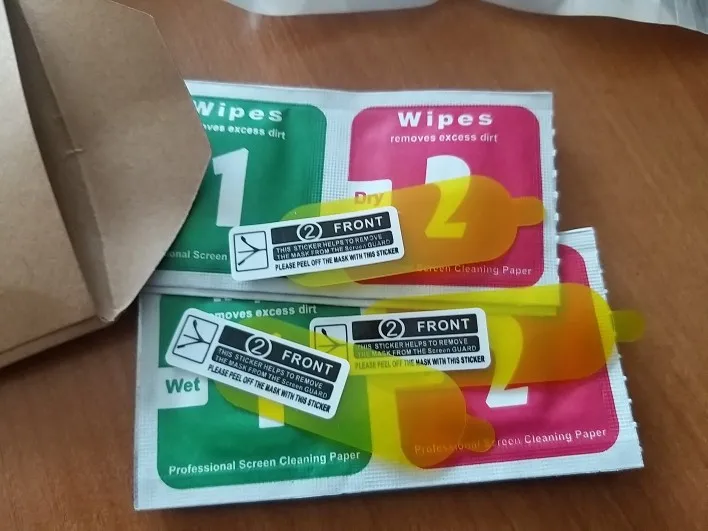 Wipes
removes excess dirt
1
Wipes
removes excess dirt
Dry
2
Screen Cleaning Paper
2 FRONT
THIS STICKER HELPS TO REMOVE
THE MASK FROM THE Screen GUARD
PLEASE PEEL OFF THE MASK WITH THIS STICKER
removes excess dirt
Wet
1
Professional Screen Cleaning Paper
2 FRONT
THIS STICKER HELPS TO REMOVE
THE MASK FROM THE Screen GUARD
PLEASE PEEL OFF THE MASK WITH THIS STICKER
2 FRONT
THIS STICKER HELPS TO REMOVE
THE MASK FROM THE Screen GUARD
PLEASE PEEL OFF THE MASK WITH THIS STICKER
2
Professional Screen Cleaning Paper